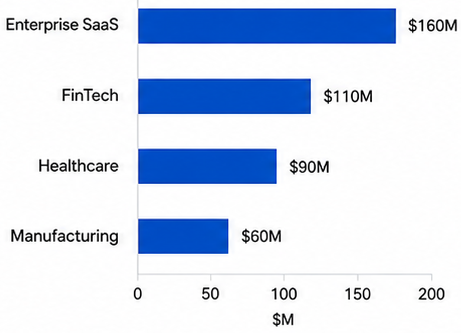 Enterprise SaaS $160M
FinTech $110M
Healthcare $90M
Manufacturing $60M
0 50 100 150 200
$M